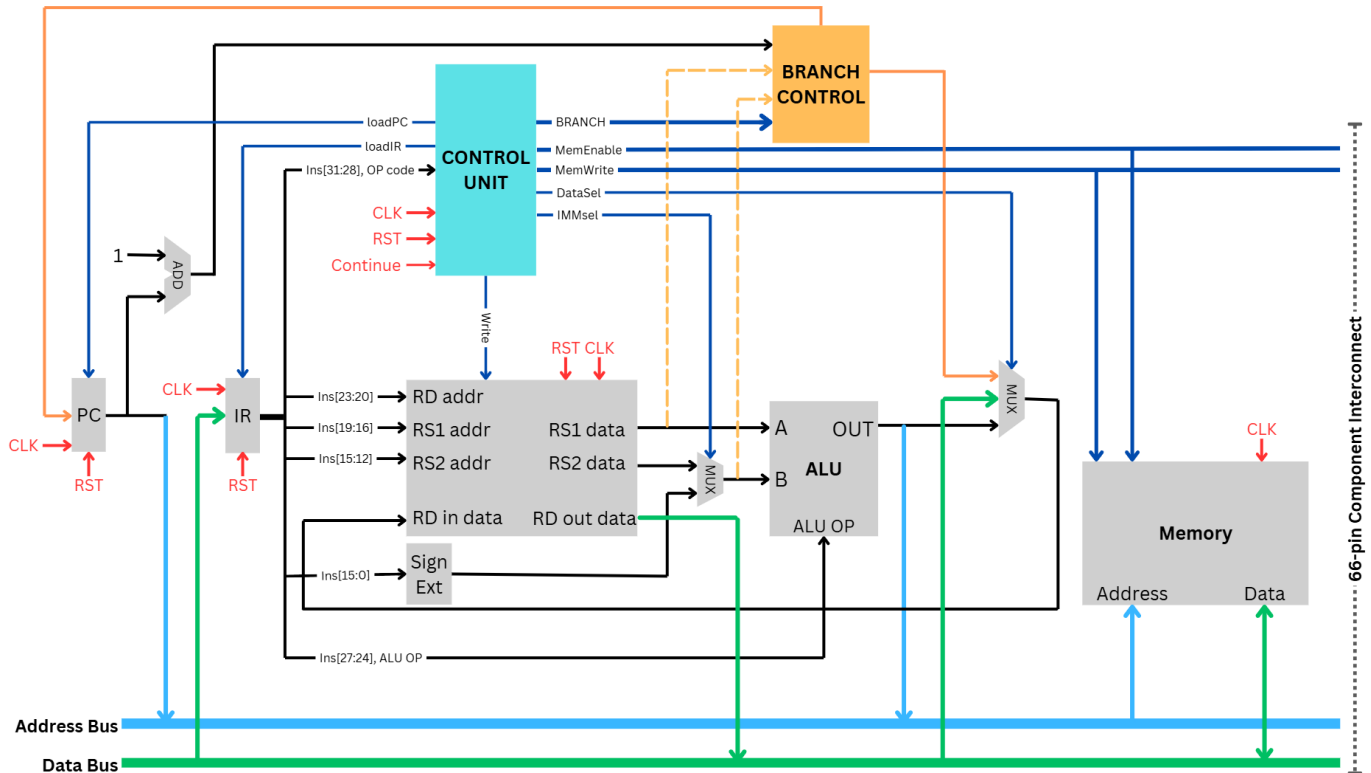 BRANCH
CONTROL
loadPC
BRANCH
loadIR
MemEnable
CONTROL
UNIT
Ins[31:28], OP code
MemWrite
DataSel
CLK
IMMsel
RST
Continue
1
ADD
Write
RST CLK
CLK
PC
IR
MUX
Ins[23:20]
RD addr
Ins[19:16]
RS1 addr
RS1 data
A
OUT
CLK
CLK
Ins[15:12]
RS2 addr
RS2 data
MUX
ALU
B
RST
RST
RD in data
RD out data
ALU OP
Memory
Sign
Ext
Ins[15:0]
Address
Data
Ins[27:24], ALU OP
Address Bus
Data Bus
66-pin Component Interconnect